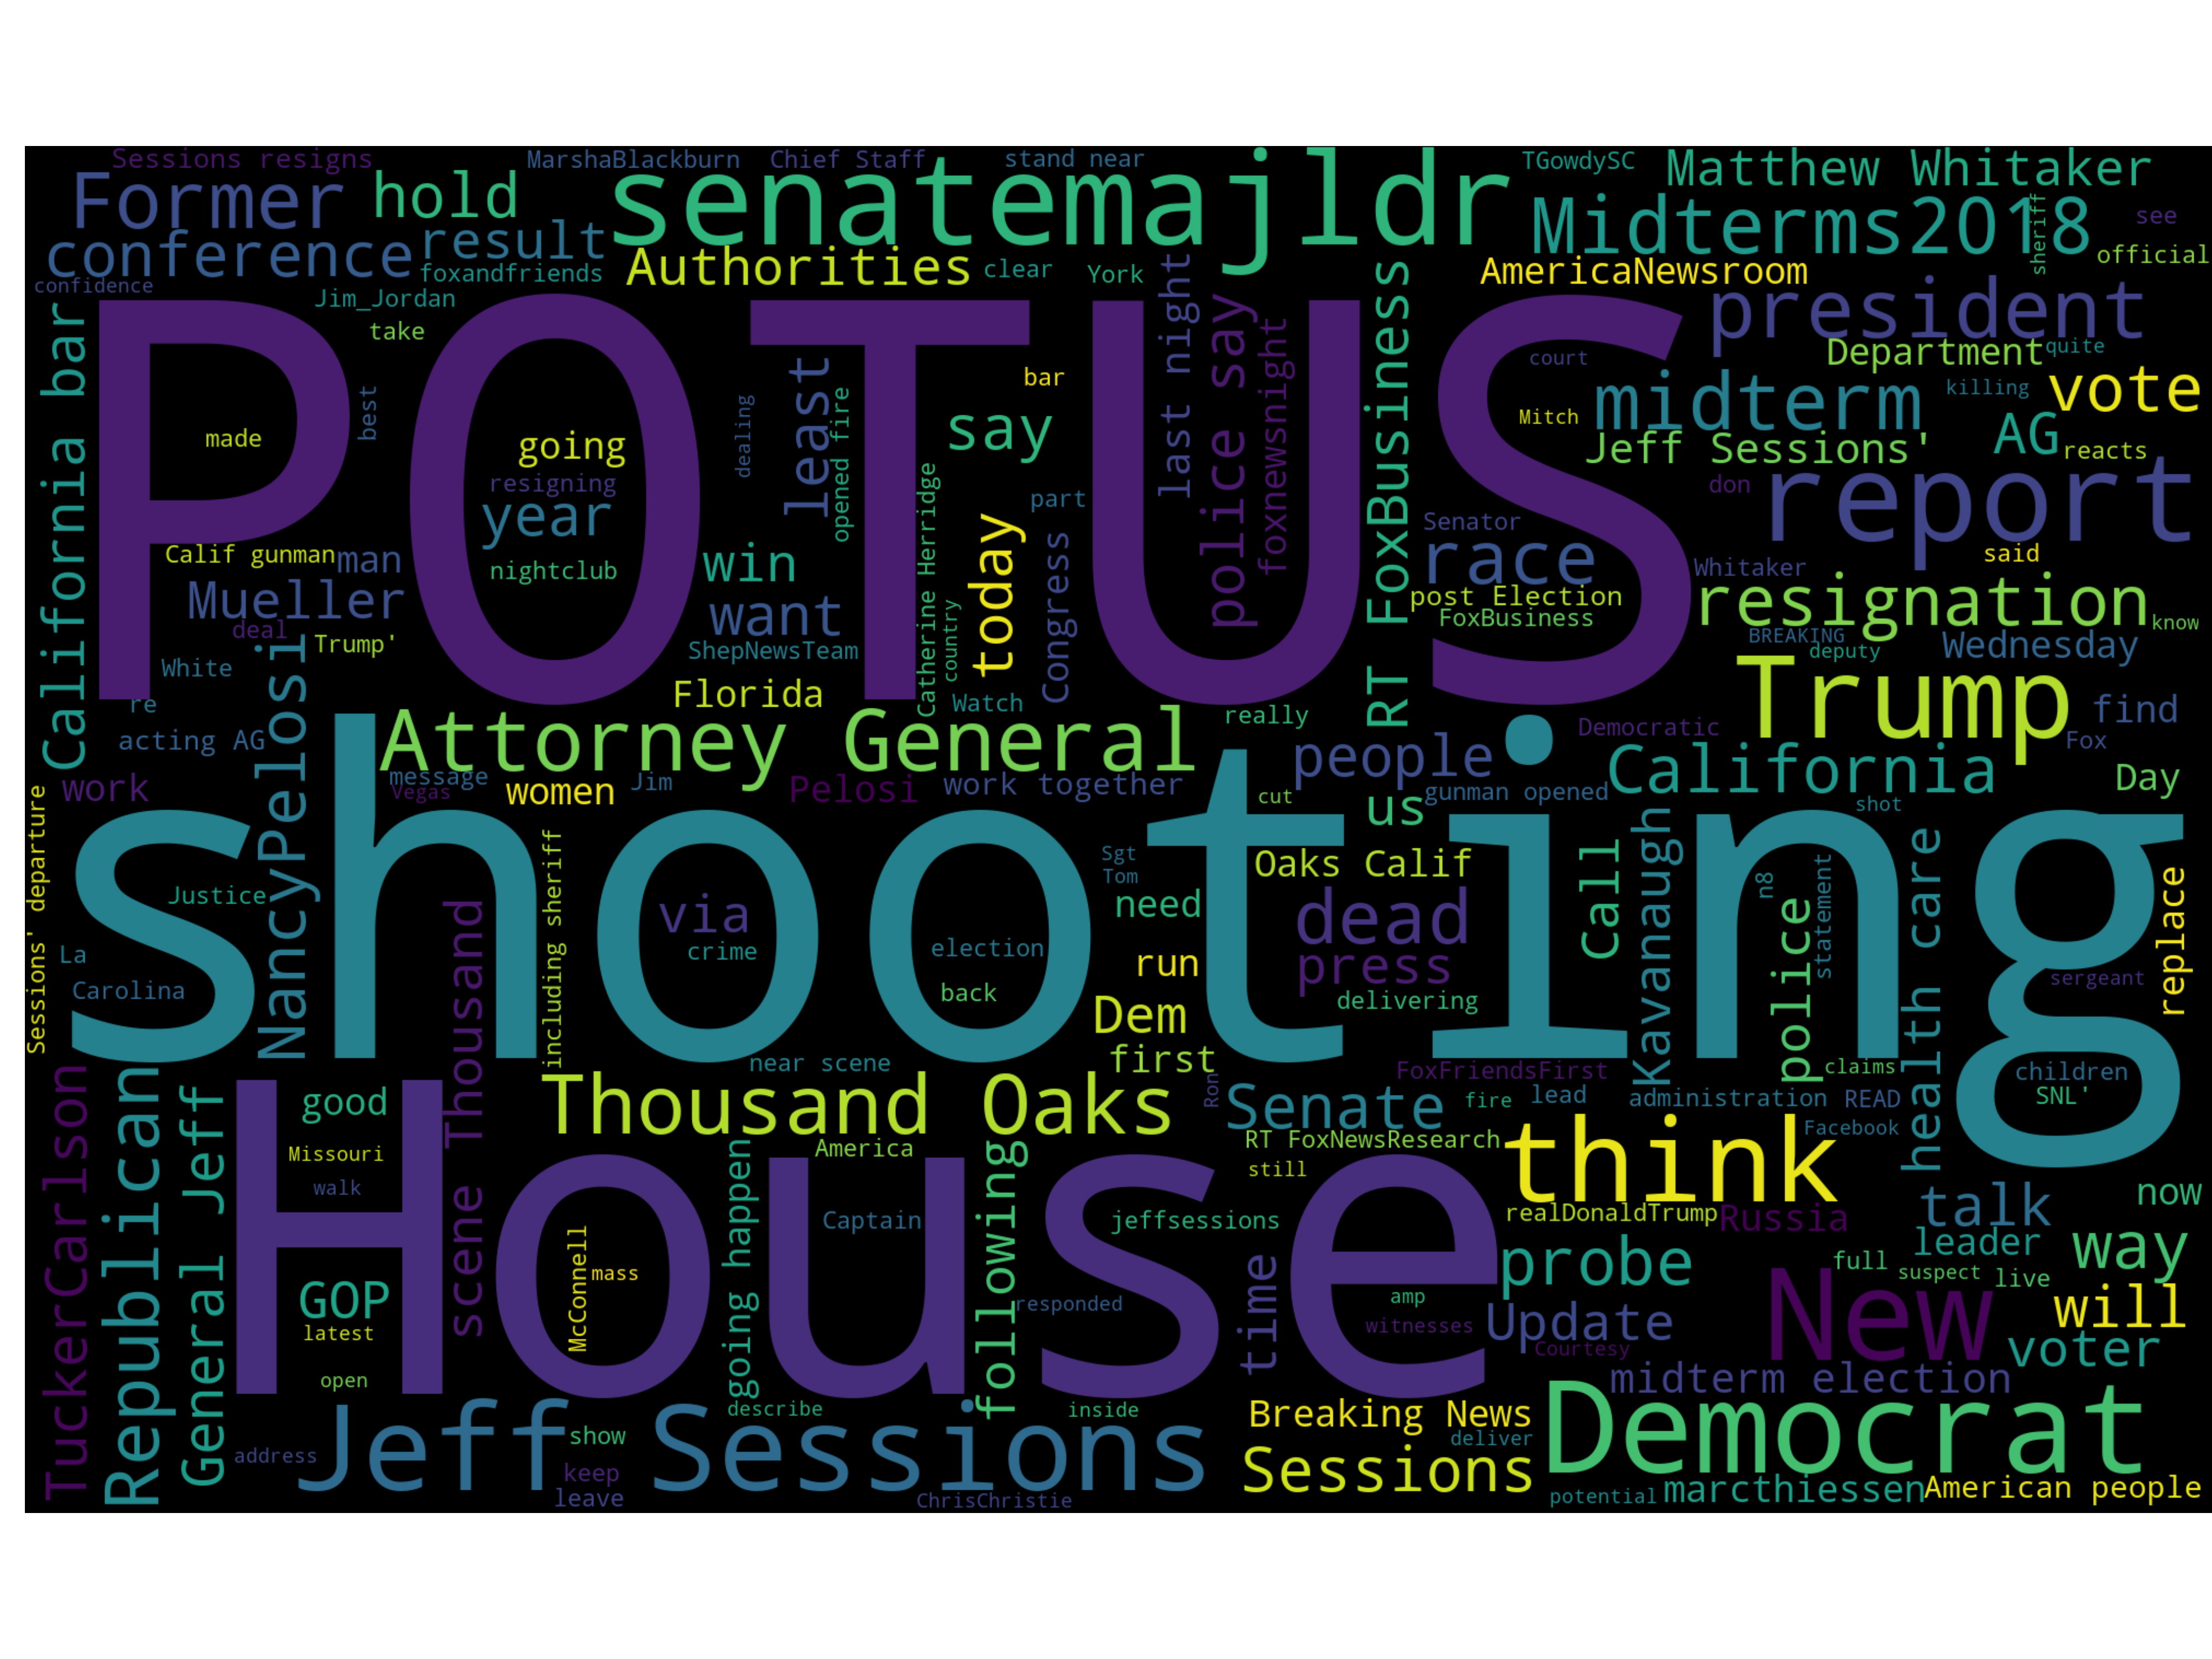 Sessions resigns
MarshaBlackburn
Chief Staff
stand near
TGowdySC
Matthew Whitaker
Former
hold
senatemajldr
Midterms2018
sheriff
see
conference
result
foxandfriends
Authorities
clear
York
last night
AmericaNewsroom
official
confidence
Jim_Jordan
take
California bar
POTUS
police say
foxnewsnight
RT FoxBusiness
president
Department
quite
court
midterm
killing
vote
best
made
going
resigning
year
nightclub
dealing
least
opened fire
bar
say
Mitch
Jeff Sessions'
AG
reacts
Catherine Herridge
today
part
Congress
Senator
don
report
race
said
Calif gunman
man
win
post Election
Whitaker
Mueller
want
country
FoxBusiness
resignation
know
deal
Trump'
ShepNewsTeam
BREAKING
deputy
Wednesday
White
NancyPelosi
Florida
Watch
Trump
find
re
really
Democratic
Fox
acting AG
Attorney General
people
California
Day
work
message
Vegas
women
Jim
Pelosi
work together
cut
us
gunman opened
shot
Sessions' departure
shooting
including sheriff
Sgt
Tom
Oaks Calif
Call
Kavanaugh
n8
statement
health care
replace
Justice
scene Thousand
via
crime
election
need
dead
police
La
Carolina
back
run
press
delivering
sergeant
Dem
first
near scene
FoxFriendsFirst
claims
children
SNL'
TuckerCarlson
Republican
General Jeff
good
Thousand Oaks
Ron
Senate
fire
lead
administration
READ
Missouri
walk
House
America
RT FoxNewsResearch
still
think
Facebook
going happen
Captain
following
jeffsessions
realDonaldTrump
Russia
talk
now
McConnell
mass
time
probe
leader
way
GOP
latest
responded
amp
witnesses
Update
Courtesy
full
suspect
live
New
will
voter
open
midterm election
describe
inside
Breaking News
deliver
Democrat
Jeff Sessions
show
address
keep
leave
ChrisChristie
Sessions
potential
marcthiessen
American people